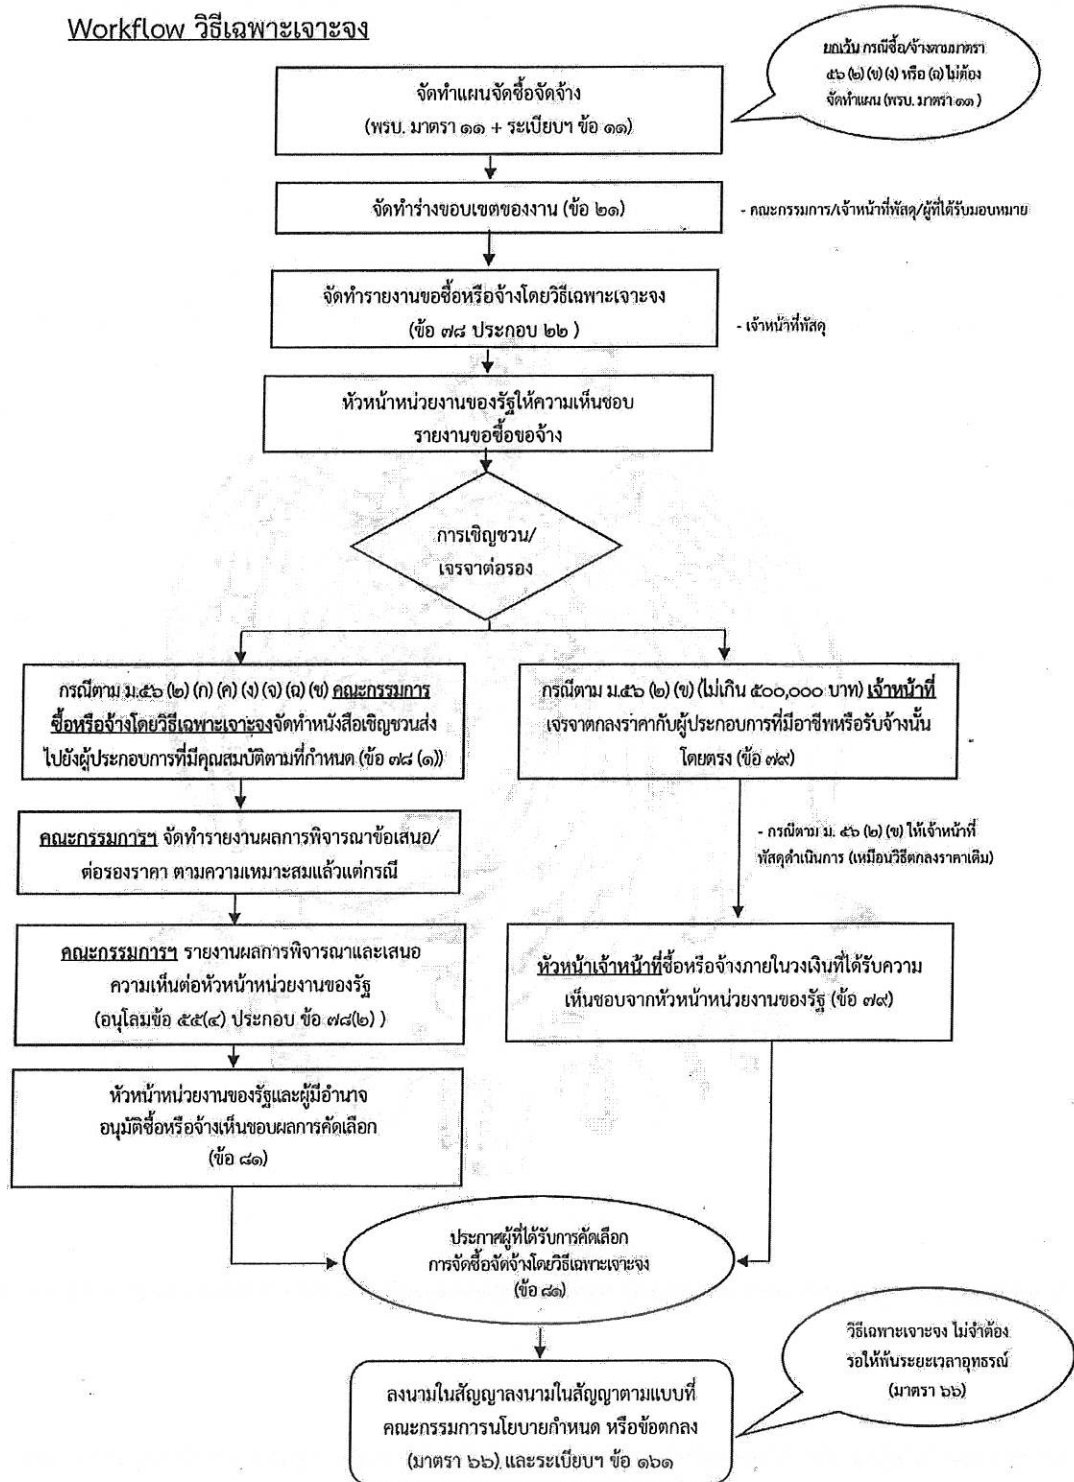 Workflow วิธีเฉพาะเจาะจง
ยกเว้น กรณีซื้อ/จ้างตามมาตรา
๕๖ (๒) (ข) (ง) หรือ (ฉ) ไม่ต้อง
จัดทำแผน (พรบ. มาตรา ๑๑ )
จัดทำแผนจัดซื้อจัดจ้าง
(พรบ. มาตรา ๑๑ + ระเบียบฯ ข้อ ๑๑)
จัดทำร่างขอบเขตของงาน (ข้อ ๒๑)
- คณะกรรมการ/เจ้าหน้าที่พัสดุ/ผู้ที่ได้รับมอบหมาย
จัดทำรายงานขอซื้อหรือจ้างโดยวิธีเฉพาะเจาะจง
(ข้อ ๗๘ ประกอบ ๒๒ )
- เจ้าหน้าที่พัสดุ
หัวหน้าหน่วยงานของรัฐให้ความเห็นชอบ
รายงานขอซื้อขอจ้าง
การเชิญชวน/
เจรจาต่อรอง
กรณีตาม ม.๕๖ (๒) (ก) (ค) (ง) (จ) (ฉ) (ช) คณะกรรมการ
ซื้อหรือจ้างโดยวิธีเฉพาะเจาะจงจัดทำหนังสือเชิญชวนส่ง
ไปยังผู้ประกอบการที่มีคุณสมบัติตามที่กำหนด (ข้อ ๗๘ (๑))
กรณีตาม ม.๕๖ (๒) (ข) (ไม่เกิน ๕๐๐,๐๐๐ บาท) เจ้าหน้าที่
เจรจาตกลงราคากับผู้ประกอบการที่มีอาชีพหรือรับจ้างนั้น
โดยตรง (ข้อ ๗๙)
คณะกรรมการฯ จัดทำรายงานผลการพิจารณาข้อเสนอ/
ต่อรองราคา ตามความเหมาะสมแล้วแต่กรณี
- กรณีตาม ม. ๕๖ (๒) (ข) ให้เจ้าหน้าที่
พัสดุดำเนินการ (เหมือนวิธีตกลงราคาเดิม)
คณะกรรมการฯ รายงานผลการพิจารณาและเสนอ
ความเห็นต่อหัวหน้าหน่วยงานของรัฐ
(อนุโลมข้อ ๕๕(๔) ประกอบ ข้อ ๗๘(๒) )
หัวหน้าเจ้าหน้าที่ซื้อหรือจ้างภายในวงเงินที่ได้รับความ
เห็นชอบจากหัวหน้าหน่วยงานของรัฐ (ข้อ ๗๙)
หัวหน้าหน่วยงานของรัฐและผู้มีอำนาจ
อนุมัติซื้อหรือจ้างเห็นชอบผลการคัดเลือก
(ข้อ ๘๑)
ประกาศผู้ที่ได้รับการคัดเลือก
การจัดซื้อจัดจ้างโดยวิธีเฉพาะเจาะจง
(ข้อ ๘๑)
วิธีเฉพาะเจาะจง ไม่จำต้อง
รอให้พ้นระยะเวลาอุทธรณ์
(มาตรา ๖๖)
ลงนามในสัญญาลงนามในสัญญาตามแบบที่
คณะกรรมการนโยบายกำหนด หรือข้อตกลง
(มาตรา ๖๖) และระเบียบฯ ข้อ ๑๖๑